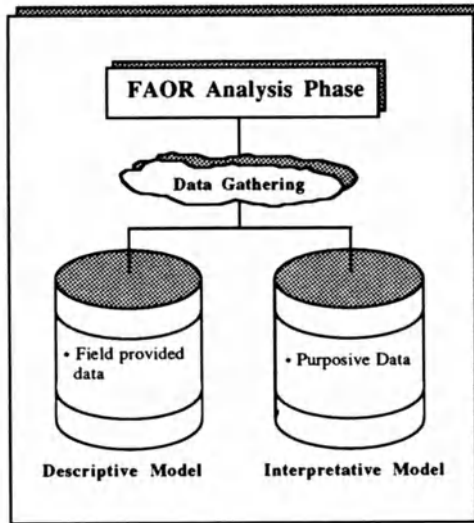 FAOR Analysis Phase
Data Gathering
• Field provided
data
• Purposive Data
Descriptive Model
Interpretative Model